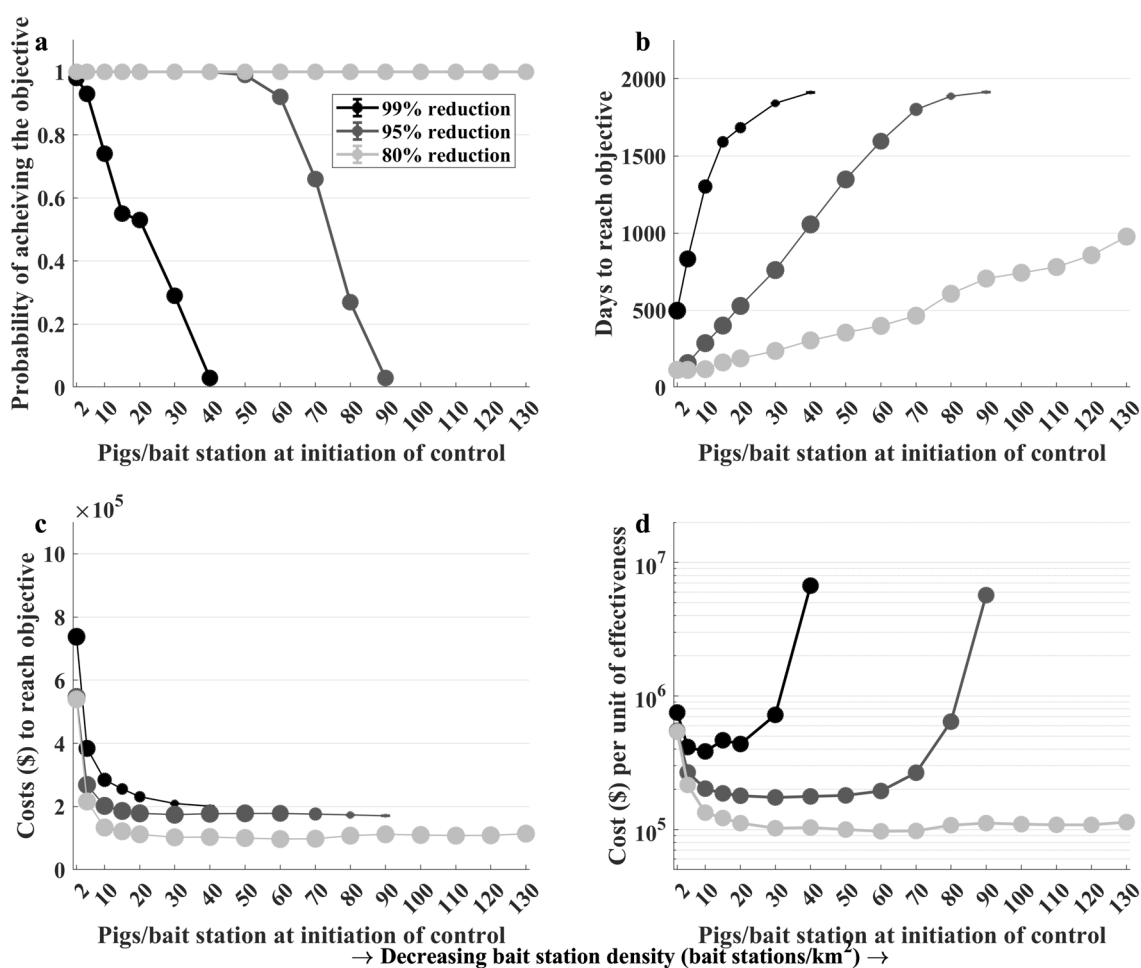 a
Probability of acheiving the objective
1
0.8
0.6
0.4
0.2
0
99% reduction
95% reduction
80% reduction
2 10 20 30 40 50 60 70 80 90 100 110 120 130
Pigs/bait station at initiation of control
b
Days to reach objective
2000
1500
1000
500
0
2 10 20 30 40 50 60 70 80 90 100 110 120 130
Pigs/bait station at initiation of control
c
×10^5
Costs ($) to reach objective
10
8
6
4
2
0
2 10 20 30 40 50 60 70 80 90 100 110 120 130
Pigs/bait station at initiation of control
d
Cost ($) per unit of effectiveness
10^7
10^6
10^5
2 10 20 30 40 50 60 70 80 90 100 110 120 130
Pigs/bait station at initiation of control
→ Decreasing bait station density (bait stations/km^2) →